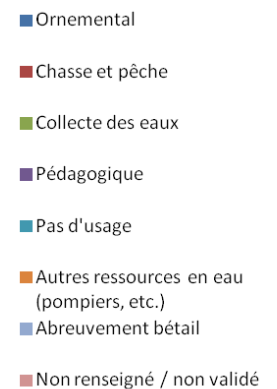 Ornemental
Chasse et pêche
Collecte des eaux
Pédagogique
Pas d'usage
Autres ressources en eau
(pompiers, etc.)
Abreuvement bétail
Non renseigné / non validé